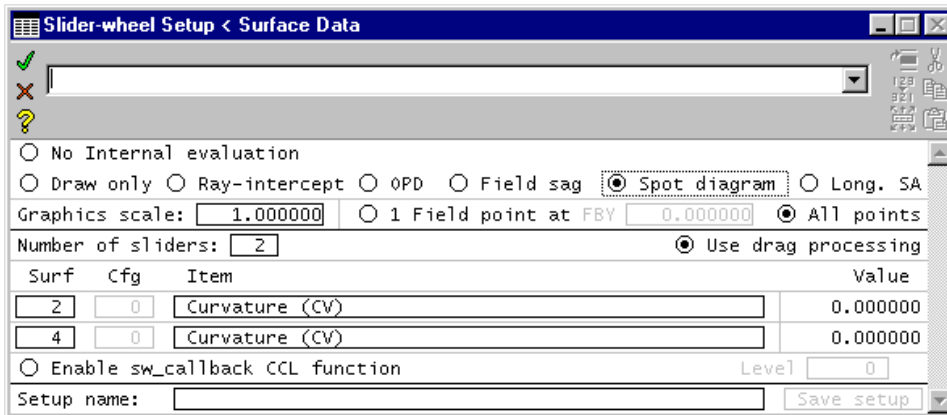 Slider-wheel Setup < Surface Data
No Internal evaluation
Draw only Ray-intercept OPD Field sag Spot diagram Long. SA
Graphics scale: 1.000000 1 Field point at FBY 0.000000 All points
Number of sliders: 2 Use drag processing
Surf Cfg Item Value
2 0 Curvature (CV) 0.000000
4 0 Curvature (CV) 0.000000
Enable sw_callback CCL function Level 0
Setup name: Save setup